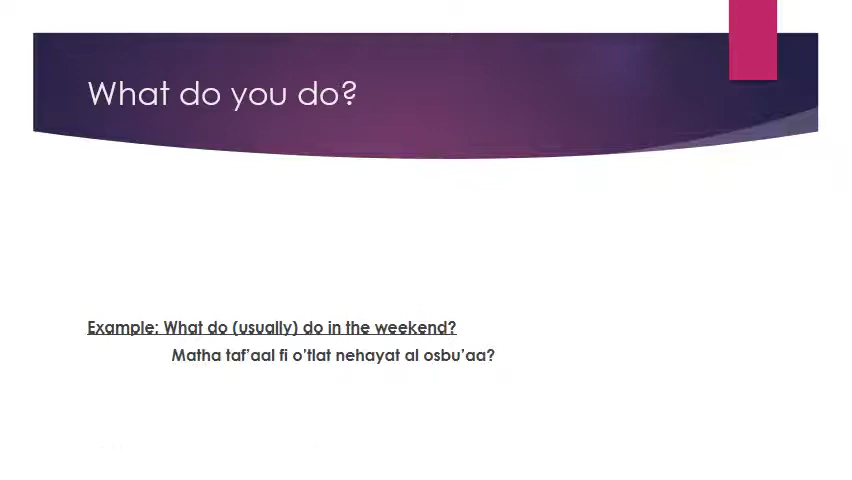 What do you do?
Example: What do (usually) do in the weekend?
Matha taf’aal fi o’tlat nehayat al osbu’aa?